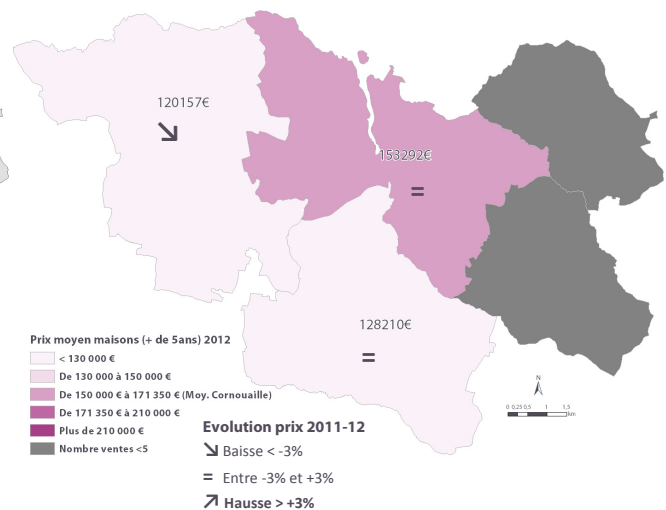 120157€
153292€
128210€
Prix moyen maisons (+ de 5ans) 2012
< 130 000 €
De 130 000 à 150 000 €
De 150 000 € à 171 350 € (Moy. Cornouaille)
De 171 350 € à 210 000 €
Plus de 210 000 €
Nombre ventes <5
Evolution prix 2011-12
Baisse < -3%
= Entre -3% et +3%
Hausse > +3%
N
0 0,25 0,5 1 1,5
km